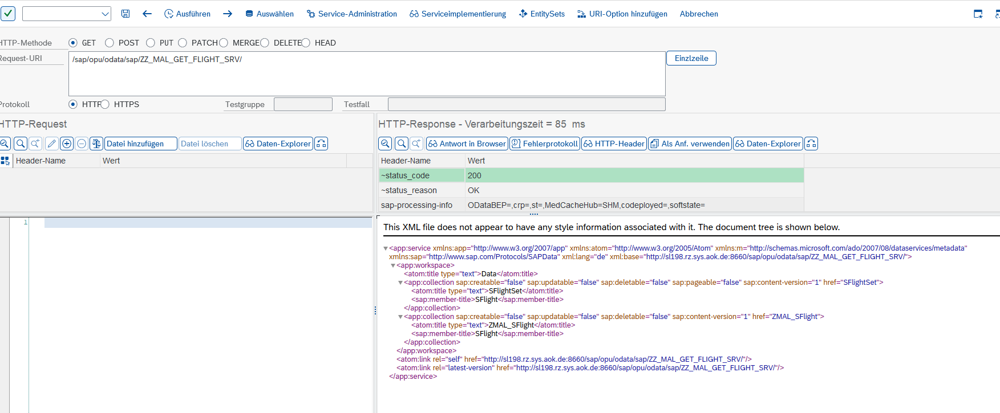 Ausführen Auswählen Service-Administration Serviceimplementierung EntitySets URI-Option hinzufügen Abbrechen
HTTP-Methode GET POST PUT PATCH MERGE DELETE HEAD
Request-URI /sap/opu/odata/sap/ZZ_MAL_GET_FLIGHT_SRV/ Einzlzeile
Protokoll HTTP HTTPS Testgruppe Testfall
HTTP-Request
Datei hinzufügen Datei löschen Daten-Explorer
Header-Name Wert
1
HTTP-Response - Verarbeitungszeit = 85 ms
Antwort in Browser Fehlerprotokoll HTTP-Header Als Anf. verwenden Daten-Explorer
Header-Name Wert
~status_code 200
~status_reason OK
sap-processing-info ODataBEP=,crp=,st=,MedCacheHub=SHM,codeployed=,softstate=
This XML file does not appear to have any style information associated with it. The document tree is shown below.
<app:service xmlns:app="http://www.w3.org/2007/app" xmlns:atom="http://www.w3.org/2005/Atom" xmlns:m="http://schemas.microsoft.com/ado/2007/08/dataservices/metadata"
xmlns:sap="http://www.sap.com/Protocols/SAPData" xml:lang="de" xml:base="http://sl198.rz.sys.aok.de:8660/sap/opu/odata/sap/ZZ_MAL_GET_FLIGHT_SRV/">
<app:workspace>
<atom:title type="text">Data</atom:title>
<app:collection sap:creatable="false" sap:updatable="false" sap:deletable="false" sap:pageable="false" sap:content-version="1" href="SFlightSet">
<atom:title type="text">SFlightSet</atom:title>
<sap:member-title>SFlight</sap:member-title>
</app:collection>
<app:collection sap:creatable="false" sap:updatable="false" sap:deletable="false" sap:content-version="1" href="ZMAL_SFlight">
<atom:title type="text">ZMAL_SFlight</atom:title>
<sap:member-title>SFlight</sap:member-title>
</app:collection>
</app:workspace>
<atom:link rel="self" href="http://sl198.rz.sys.aok.de:8660/sap/opu/odata/sap/ZZ_MAL_GET_FLIGHT_SRV/"/>
<atom:link rel="latest-version" href="http://sl198.rz.sys.aok.de:8660/sap/opu/odata/sap/ZZ_MAL_GET_FLIGHT_SRV/"/>
</app:service>